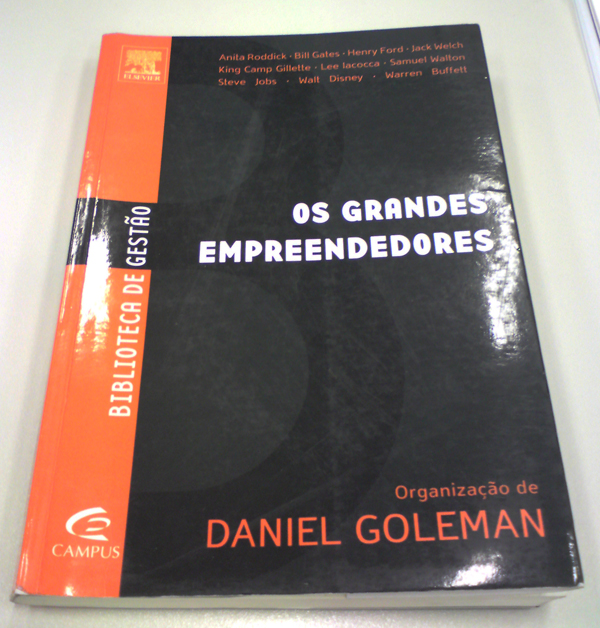 ELSEVIER
Anita Roddick · Bill Gates · Henry Ford · Jack Welch
King Camp Gillette · Lee Iacocca · Samuel Walton
Steve Jobs · Walt Disney · Warren Buffett
OS GRANDES
EMPREENDEDORES
BIBLIOTECA DE GESTÃO
Organização de
DANIEL GOLEMAN
CAMPUS